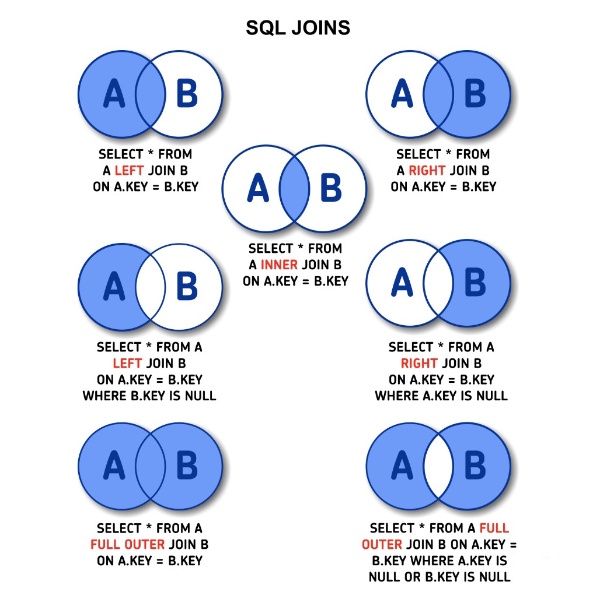 SQL JOINS
A B
SELECT * FROM
A LEFT JOIN B
ON A.KEY = B.KEY
A B
SELECT * FROM
A RIGHT JOIN B
ON A.KEY = B.KEY
A B
SELECT * FROM
A INNER JOIN B
ON A.KEY = B.KEY
A B
SELECT * FROM A
LEFT JOIN B
ON A.KEY = B.KEY
WHERE B.KEY IS NULL
A B
SELECT * FROM A
RIGHT JOIN B
ON A.KEY = B.KEY
WHERE A.KEY IS NULL
A B
SELECT * FROM A
FULL OUTER JOIN B
ON A.KEY = B.KEY
A B
SELECT * FROM A FULL
OUTER JOIN B ON A.KEY =
B.KEY WHERE A.KEY IS
NULL OR B.KEY IS NULL